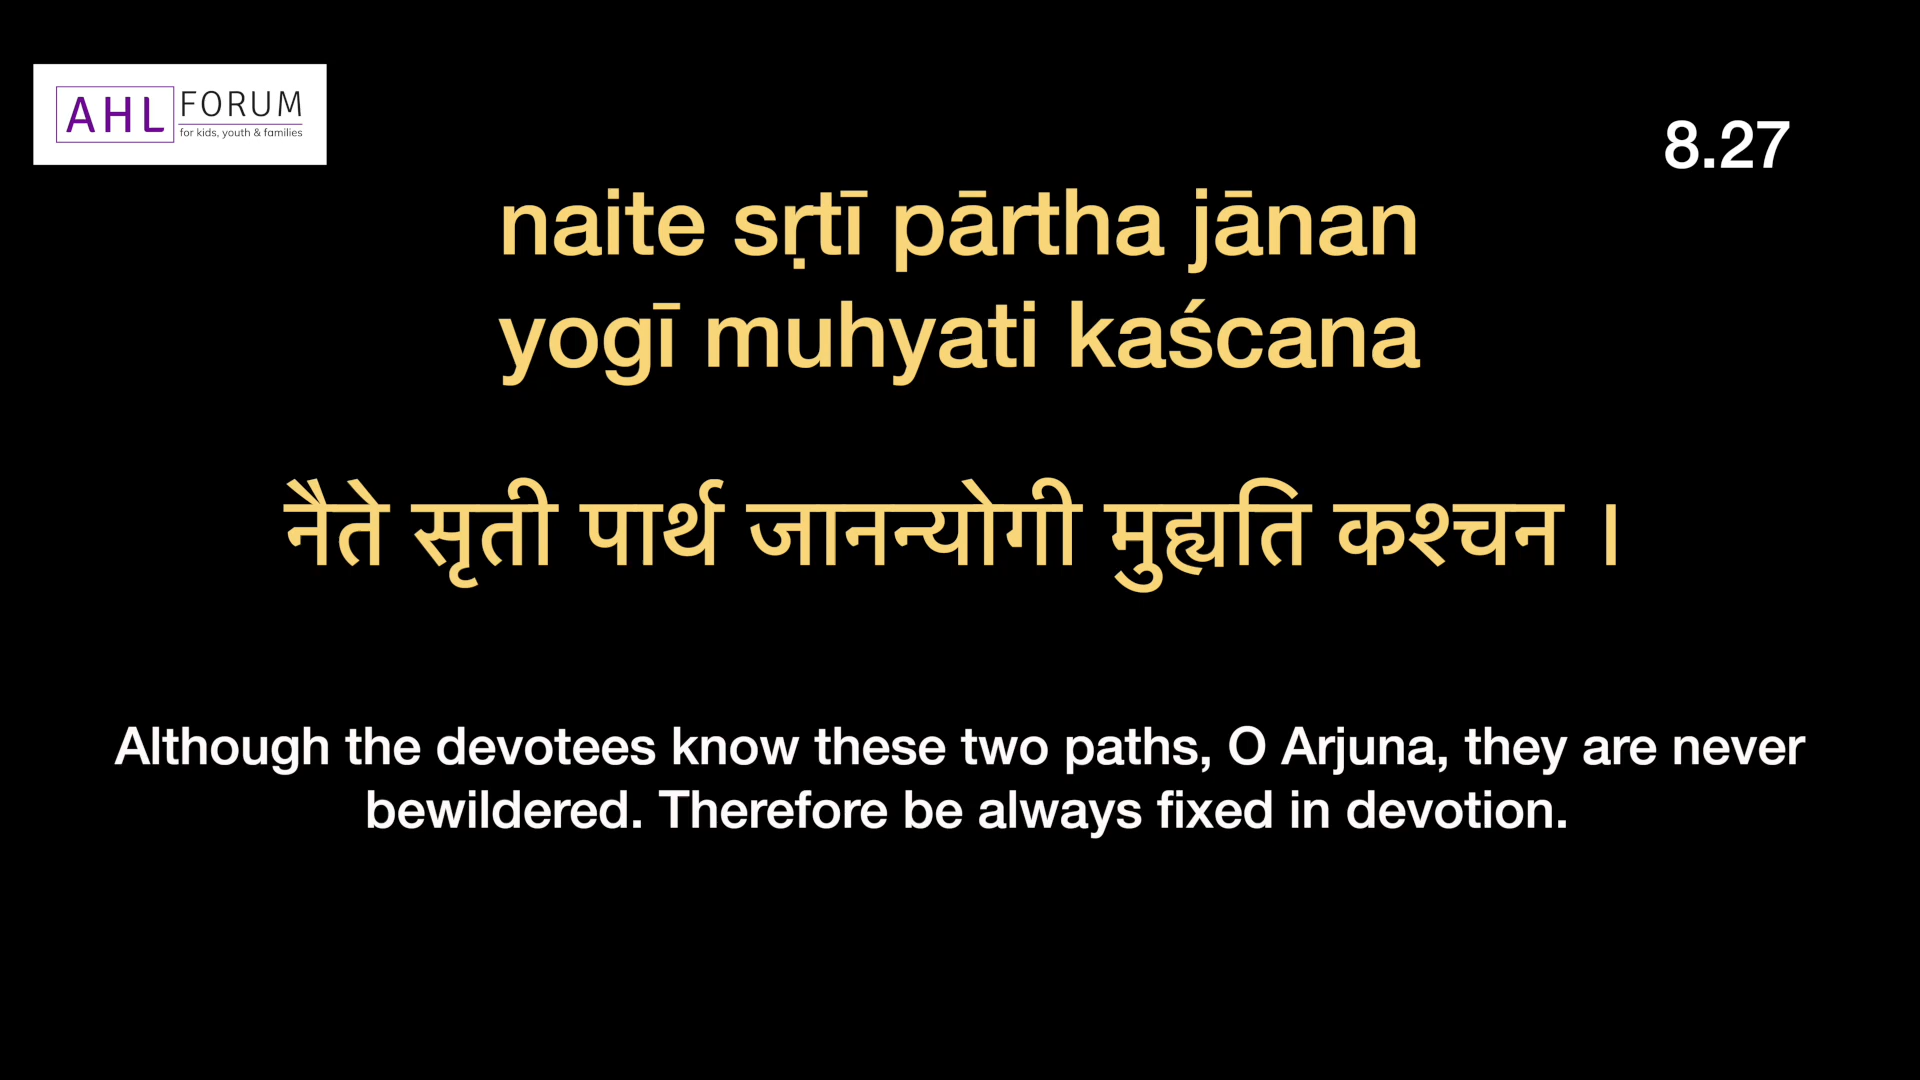 AHL FORUM
for kids, youth & families
8.27
naite sṛtī pārtha jānan
yogī muhyati kaścana
नैते सृती पार्थ जानन्योगी मुह्यति कश्चन ।
Although the devotees know these two paths, O Arjuna, they are never
bewildered. Therefore be always fixed in devotion.